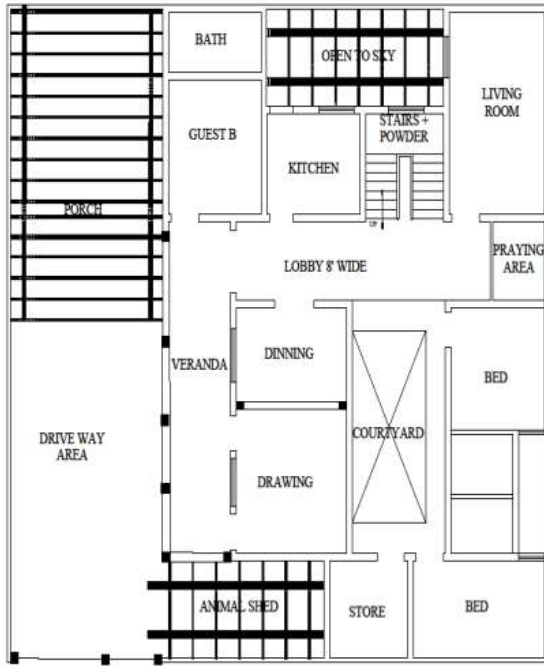 BATH
OPEN TO SKY
LIVING
ROOM
GUEST B
STAIRS +
POWDER
KITCHEN
PORCH
UP
LOBBY 8' WIDE
PRAYING
AREA
VERANDA
DINNING
BED
DRIVE WAY
AREA
COURTYARD
DRAWING
ANIMAL SHED
STORE
BED